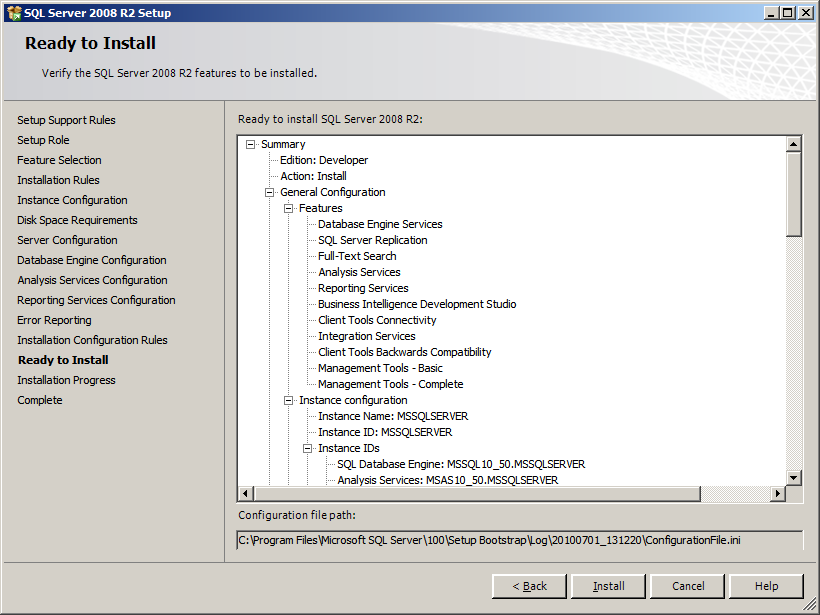 SQL Server 2008 R2 Setup
Ready to Install
Verify the SQL Server 2008 R2 features to be installed.
Setup Support Rules
Setup Role
Feature Selection
Installation Rules
Instance Configuration
Disk Space Requirements
Server Configuration
Database Engine Configuration
Analysis Services Configuration
Reporting Services Configuration
Error Reporting
Installation Configuration Rules
Ready to Install
Installation Progress
Complete
Ready to install SQL Server 2008 R2:
Summary
Edition: Developer
Action: Install
General Configuration
Features
Database Engine Services
SQL Server Replication
Full-Text Search
Analysis Services
Reporting Services
Business Intelligence Development Studio
Client Tools Connectivity
Integration Services
Client Tools Backwards Compatibility
Management Tools - Basic
Management Tools - Complete
Instance configuration
Instance Name: MSSQLSERVER
Instance ID: MSSQLSERVER
Instance IDs
SQL Database Engine: MSSQL10_50.MSSQLSERVER
Analysis Services: MSAS10_50.MSSQLSERVER
Configuration file path:
C:\Program Files\Microsoft SQL Server\100\Setup Bootstrap\Log\20100701_131220\ConfigurationFile.ini
< Back
Install
Cancel
Help